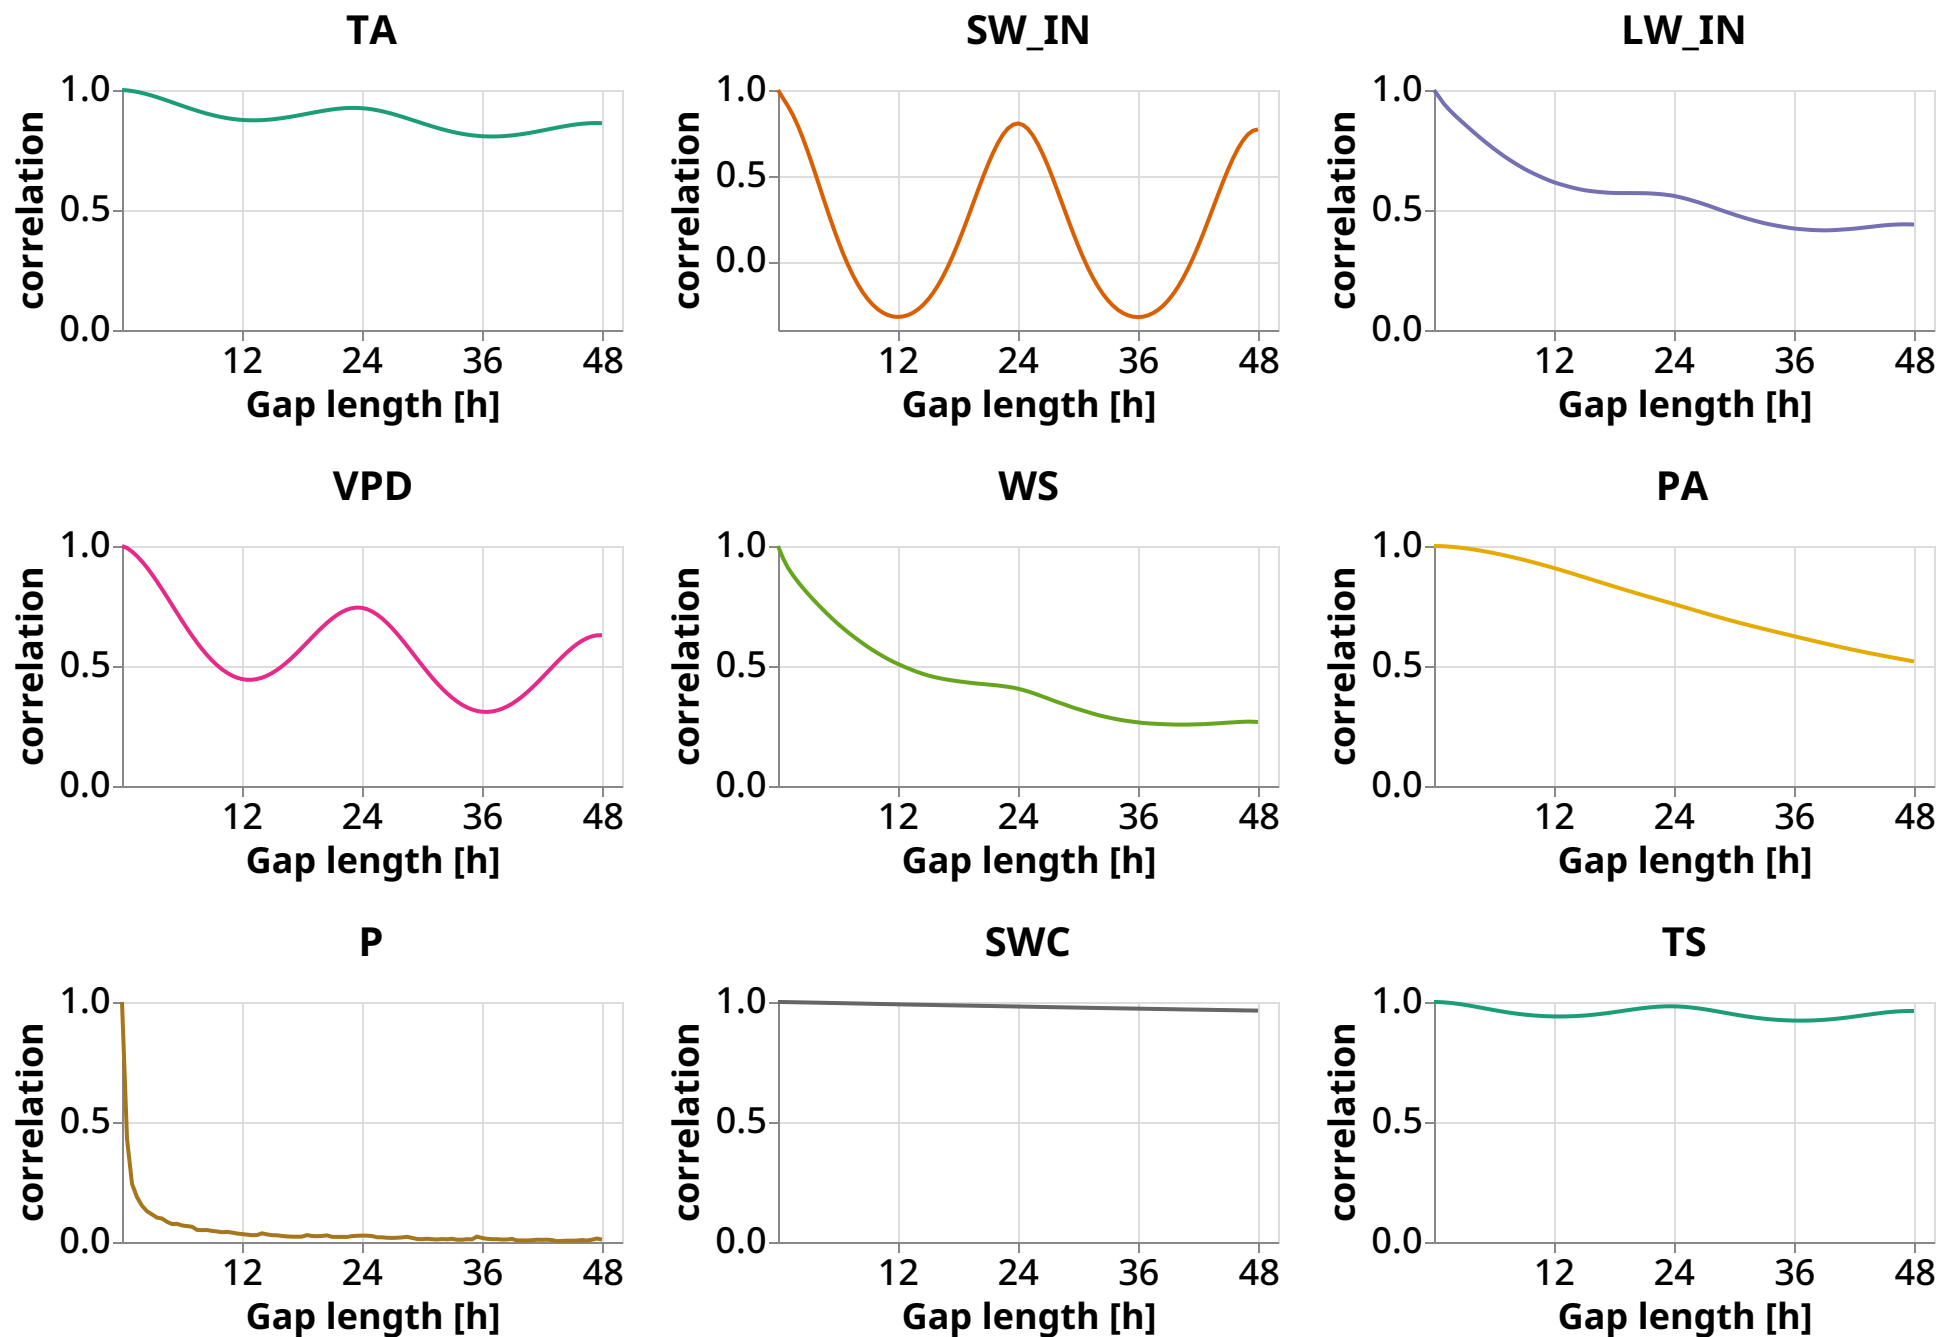 TA SW_IN LW_IN
1.0 1.0 1.0
0.5 0.5 0.5
0.0 0.0 0.0
correlation correlation correlation
12 24 36 48 12 24 36 48 12 24 36 48
Gap length [h] Gap length [h] Gap length [h]
VPD WS PA
1.0 1.0 1.0
0.5 0.5 0.5
0.0 0.0 0.0
correlation correlation correlation
12 24 36 48 12 24 36 48 12 24 36 48
Gap length [h] Gap length [h] Gap length [h]
P SWC TS
1.0 1.0 1.0
0.5 0.5 0.5
0.0 0.0 0.0
correlation correlation correlation
12 24 36 48 12 24 36 48 12 24 36 48
Gap length [h] Gap length [h] Gap length [h]